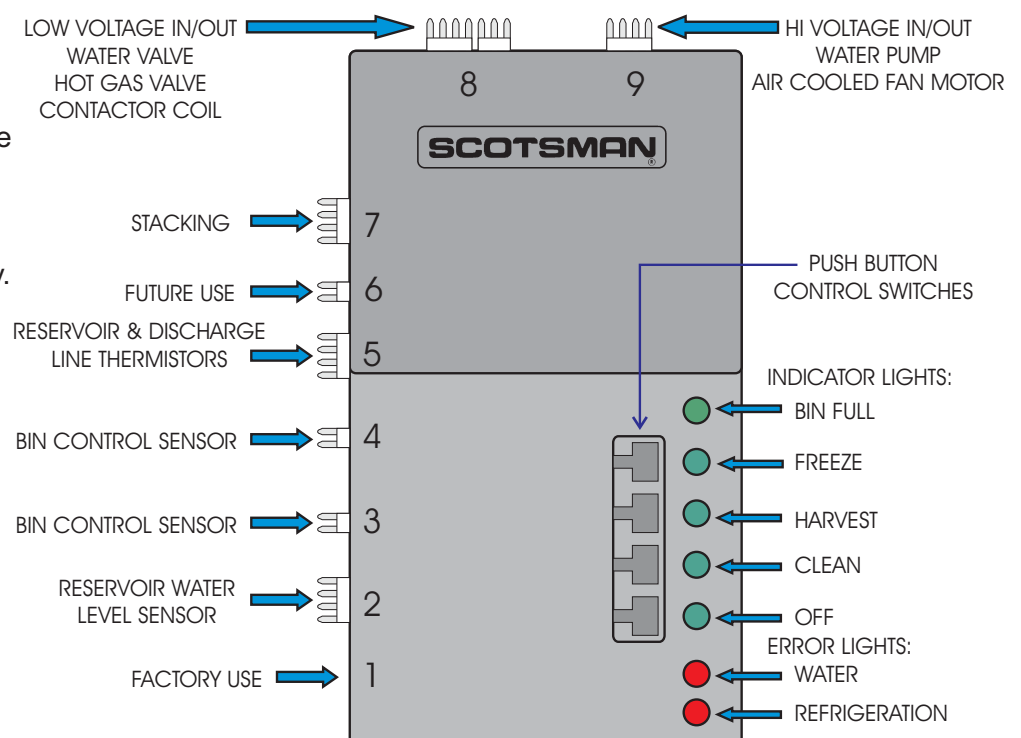 LOW VOLTAGE IN/OUT
WATER VALVE
HOT GAS VALVE
CONTACTOR COIL
HI VOLTAGE IN/OUT
WATER PUMP
AIR COOLED FAN MOTOR
8
9
e
SCOTSMAN®
STACKING
7
y.
FUTURE USE
6
RESERVOIR & DISCHARGE
LINE THERMISTORS
5
BIN CONTROL SENSOR
4
BIN CONTROL SENSOR
3
RESERVOIR WATER
LEVEL SENSOR
2
FACTORY USE
1
PUSH BUTTON
CONTROL SWITCHES
INDICATOR LIGHTS:
BIN FULL
FREEZE
HARVEST
CLEAN
OFF
ERROR LIGHTS:
WATER
REFRIGERATION